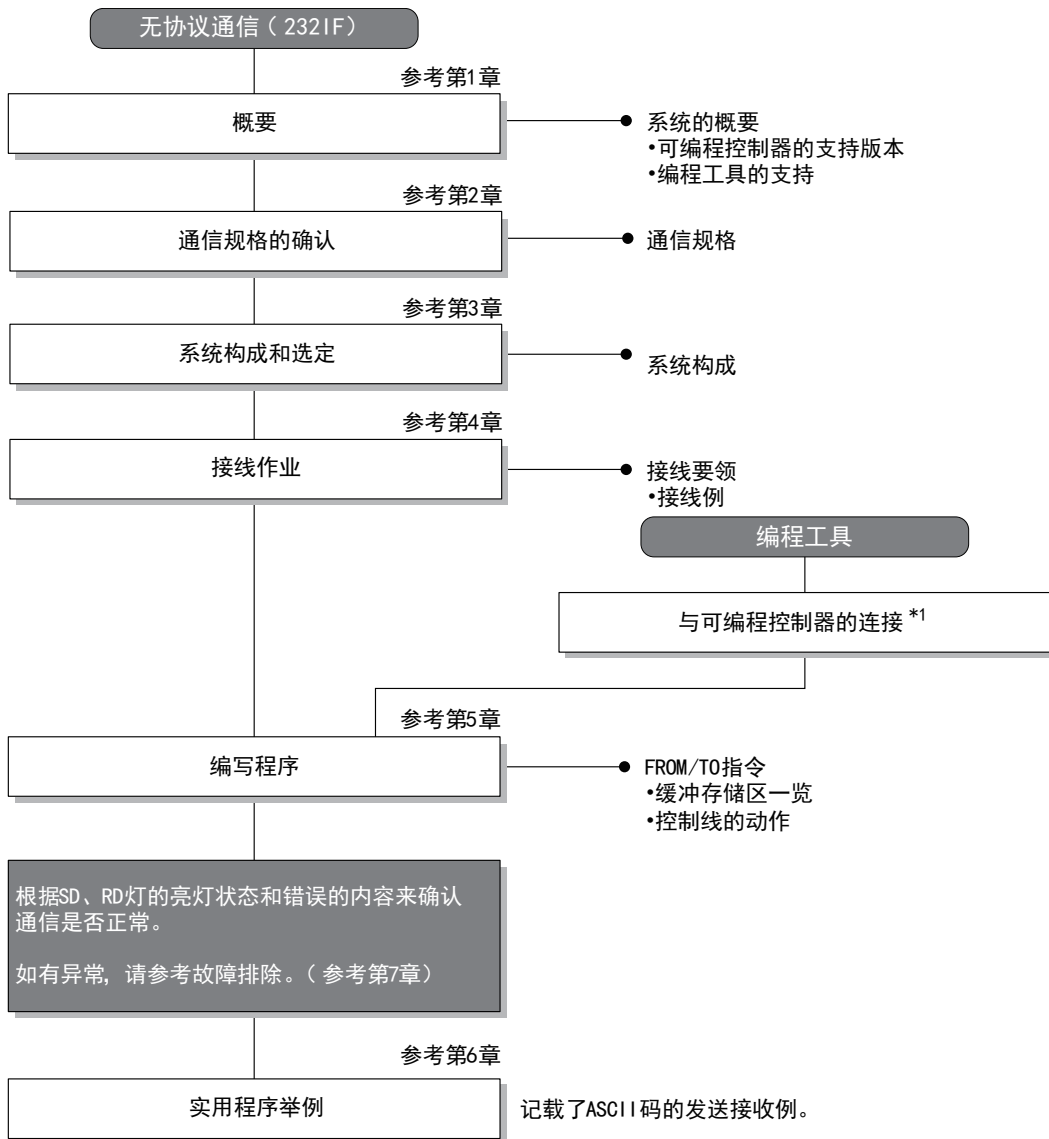 无协议通信（232IF）
参考第1章
概要
系统的概要
•可编程控制器的支持版本
•编程工具的支持
参考第2章
通信规格的确认
通信规格
参考第3章
系统构成和选定
系统构成
参考第4章
接线作业
接线要领
•接线例
编程工具
与可编程控制器的连接 *1
参考第5章
编写程序
FROM/TO指令
•缓冲存储区一览
•控制线的动作
根据SD、RD灯的亮灯状态和错误的内容来确认
通信是否正常。
如有异常，请参考故障排除。（参考第7章）
参考第6章
实用程序举例
记载了ASCII码的发送接收例。